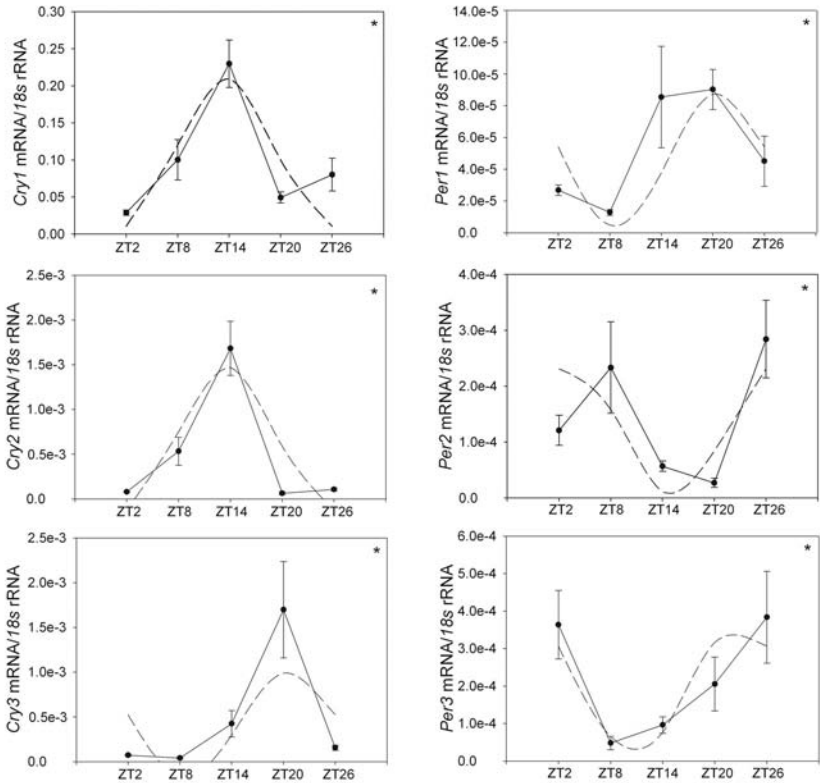 0.30
0.25
0.20
0.15
0.10
0.05
0.00
Cry1 mRNA/18s rRNA
*
ZT2 ZT8 ZT14 ZT20 ZT26
14.0e-5
12.0e-5
10.0e-5
8.0e-5
6.0e-5
4.0e-5
2.0e-5
0.0
Per1 mRNA/18s rRNA
*
ZT2 ZT8 ZT14 ZT20 ZT26
2.5e-3
2.0e-3
1.5e-3
1.0e-3
0.5e-3
0.0
Cry2 mRNA/18s rRNA
*
ZT2 ZT8 ZT14 ZT20 ZT26
4.0e-4
3.0e-4
2.0e-4
1.0e-4
0.0
Per2 mRNA/18s rRNA
*
ZT2 ZT8 ZT14 ZT20 ZT26
2.5e-3
2.0e-3
1.5e-3
1.0e-3
0.5e-3
0.0
Cry3 mRNA/18s rRNA
*
ZT2 ZT8 ZT14 ZT20 ZT26
6.0e-4
5.0e-4
4.0e-4
3.0e-4
2.0e-4
1.0e-4
0.0
Per3 mRNA/18s rRNA
*
ZT2 ZT8 ZT14 ZT20 ZT26